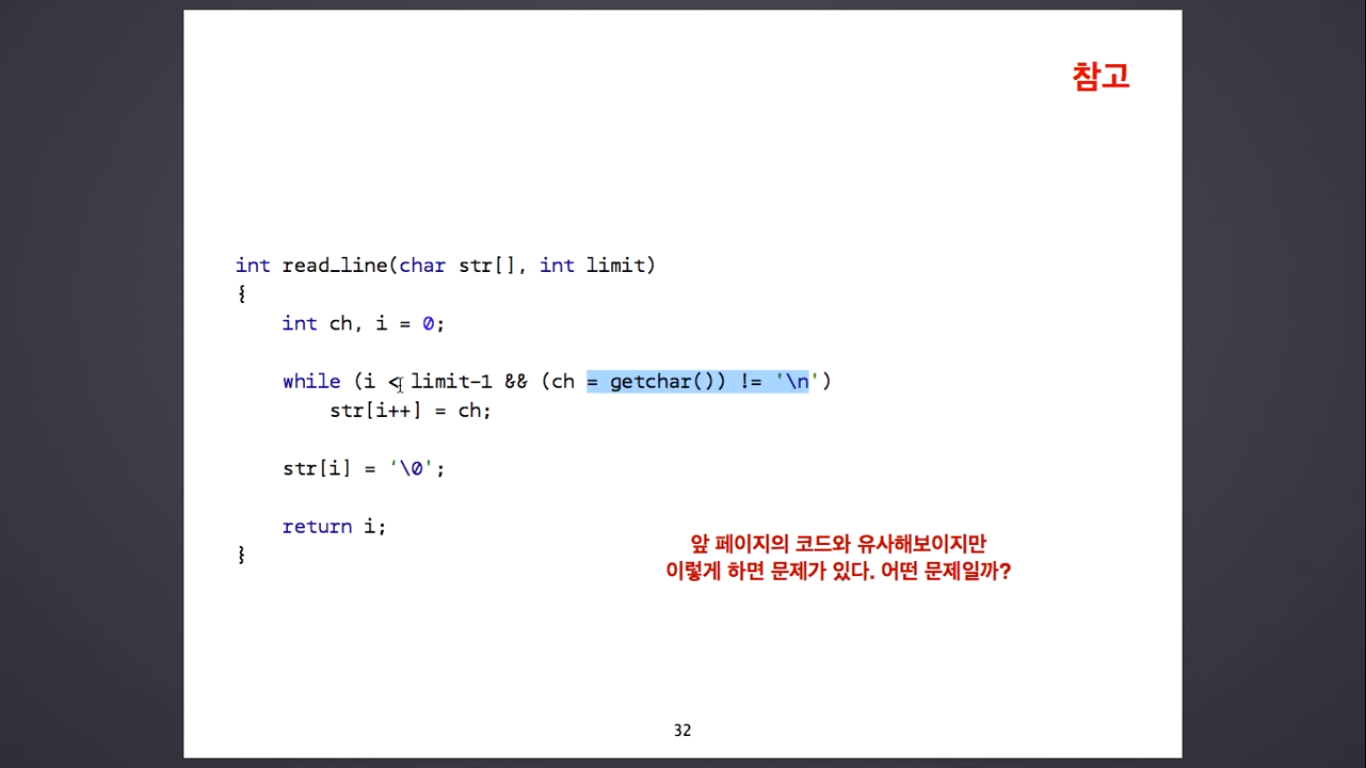 참고
int read_line(char str[], int limit)
{
    int ch, i = 0;
    while (i < limit-1 && (ch = getchar()) != '\n')
        str[i++] = ch;
    str[i] = '\0';
    return i;
}
앞 페이지의 코드와 유사해보이지만
이렇게 하면 문제가 있다. 어떤 문제일까?
32